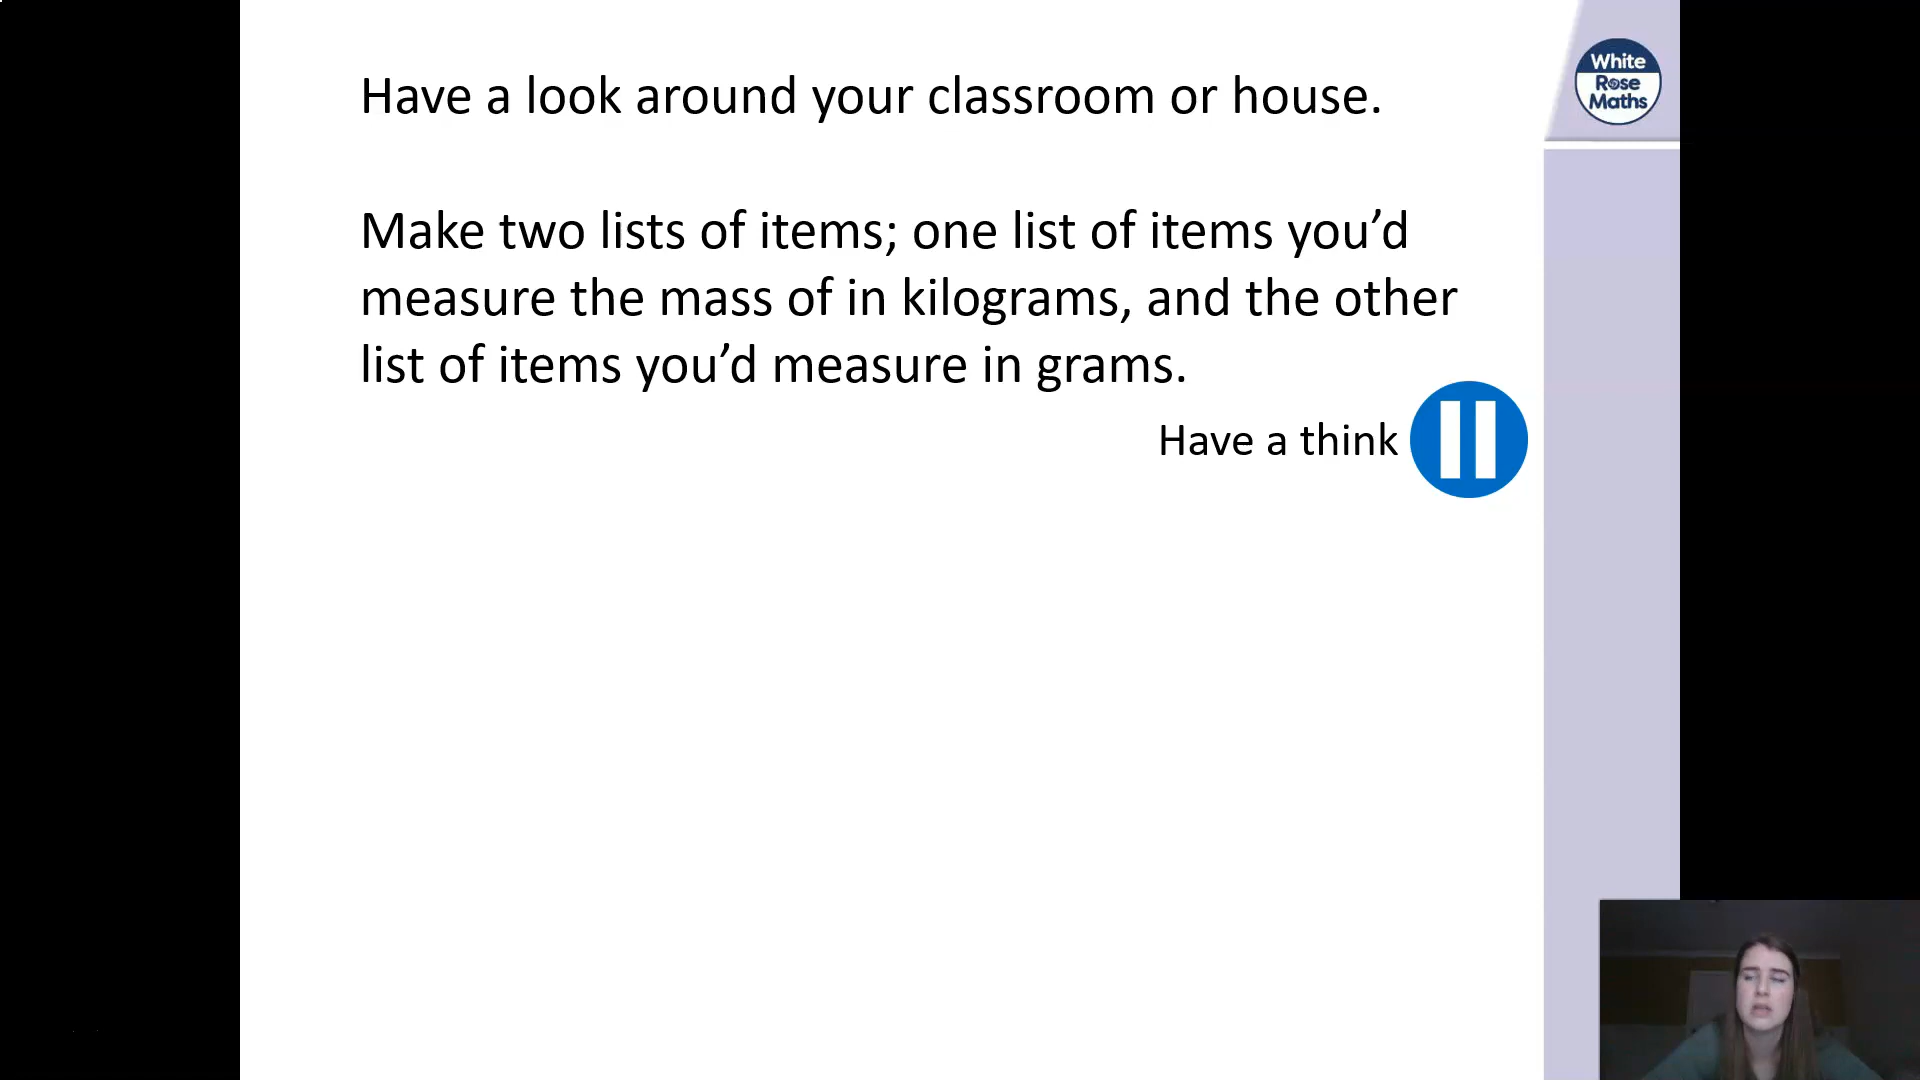 Have a look around your classroom or house.
Make two lists of items; one list of items you’d
measure the mass of in kilograms, and the other
list of items you’d measure in grams.
Have a think
White
Rose
Maths